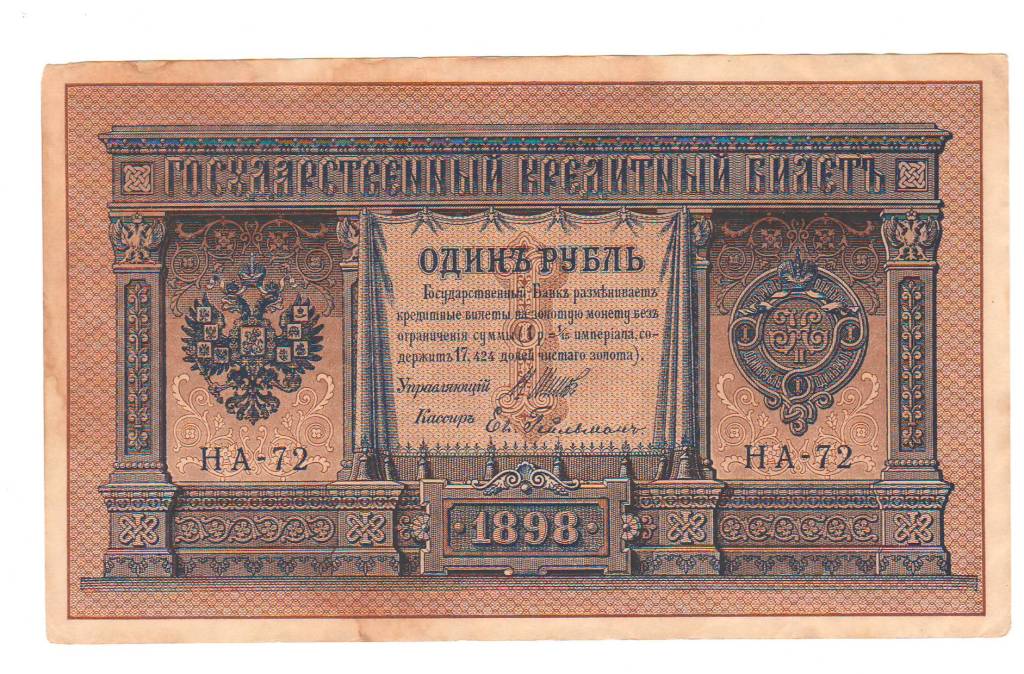 ГОСУДАРСТВЕННЫЙ КРЕДИТНЫЙ БИЛЕТЪ
ОДИНЪ РУБЛЬ
Государственный Банкъ размѣниваетъ
кредитные билеты на золотую монету безъ
ограниченія суммы (1 р. = 1/15 имперіала, со-
держитъ 17,424 долей чистаго золота).
Управляющій
Кассиръ
НА-72
НА-72
1898